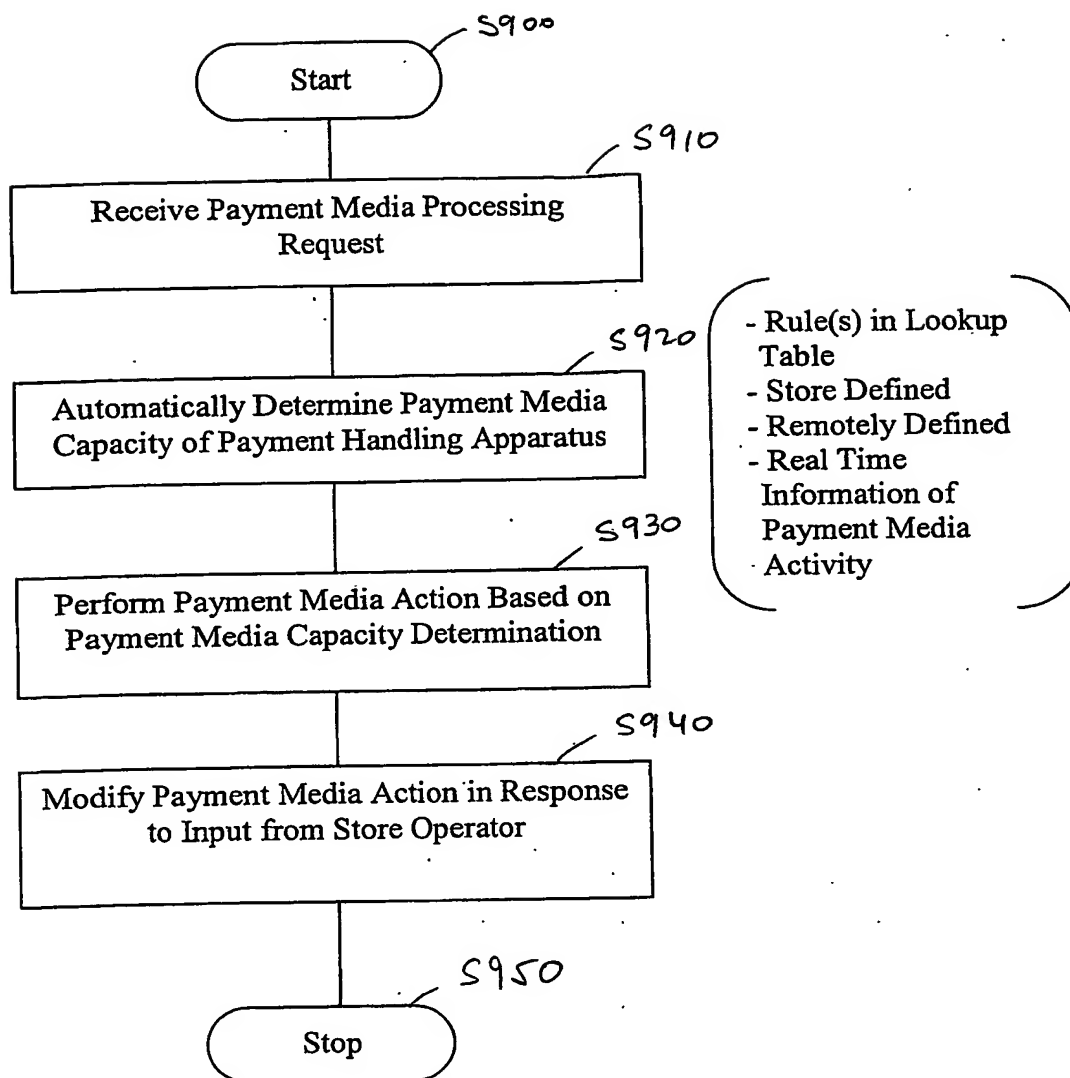 S900
Start
S910
Receive Payment Media Processing
Request
S920
Automatically Determine Payment Media
Capacity of Payment Handling Apparatus
- Rule(s) in Lookup
Table
- Store Defined
- Remotely Defined
- Real Time
Information of
Payment Media
Activity
S930
Perform Payment Media Action Based on
Payment Media Capacity Determination
S940
Modify Payment Media Action in Response
to Input from Store Operator
S950
Stop